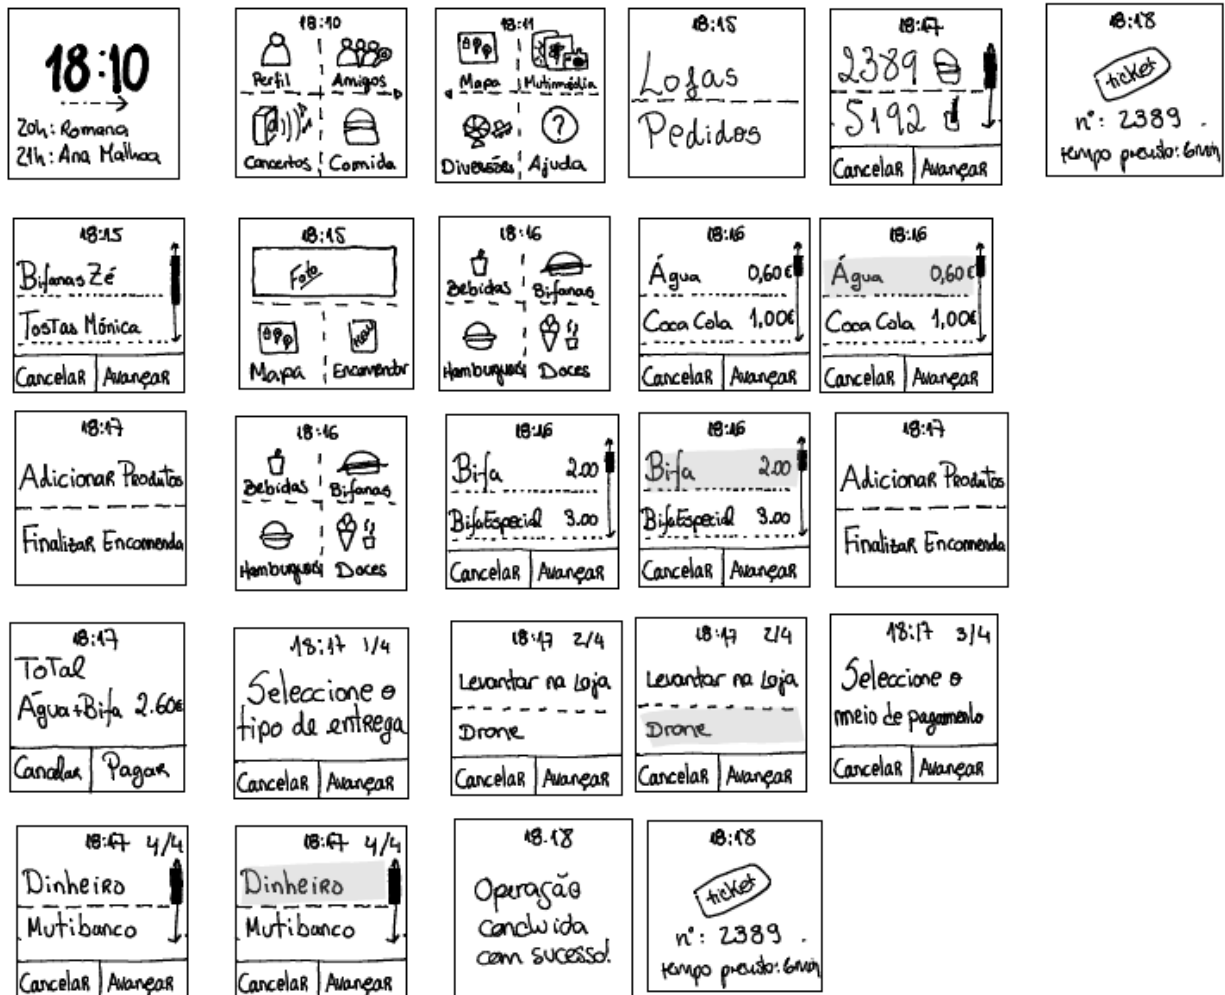 18:10
20h: Romana
21h: Ana Malhoa
18:10
Perfil Amigos
Concertos Comida
18:11
Mapa Mutimédia
?
Diversões Ajuda
18:15
Lojas
Pedidos
18:17
2389
5192
Cancelar Avançar
18:18
ticket
nº: 2389
tempo previsto: 6min
18:15
Bifanas Zé
Tostas Mónica
Cancelar Avançar
18:15
Foto
Mapa Encomendar
18:16
Bebidas Bifanas
Hamburgues Doces
18:16
Água 0,60€
Coca Cola 1,00€
Cancelar Avançar
18:16
Água 0,60€
Coca Cola 1,00€
Cancelar Avançar
18:17
Adicionar Produtos
Finalizar Encomenda
18:16
Bebidas Bifanas
Hamburgues Doces
18:16
Bifa 2.00
Bifa Especial 3.00
Cancelar Avançar
18:16
Bifa 2.00
Bifa Especial 3.00
Cancelar Avançar
18:17
Adicionar Produtos
Finalizar Encomenda
18:17
Total
Água+Bifa 2.60€
Cancelar Pagar
18:17 1/4
Seleccione o
tipo de entrega
Cancelar Avançar
18:17 2/4
Levantar na Loja
Drone
Cancelar Avançar
18:17 2/4
Levantar na Loja
Drone
Cancelar Avançar
18:17 3/4
Seleccione o
meio de pagamento
Cancelar Avançar
18:17 4/4
Dinheiro
Mutibanco
Cancelar Avançar
18:17 4/4
Dinheiro
Mutibanco
Cancelar Avançar
18.18
Operação
concluida
com sucesso!
18:18
ticket
nº: 2389
tempo previsto: 6min